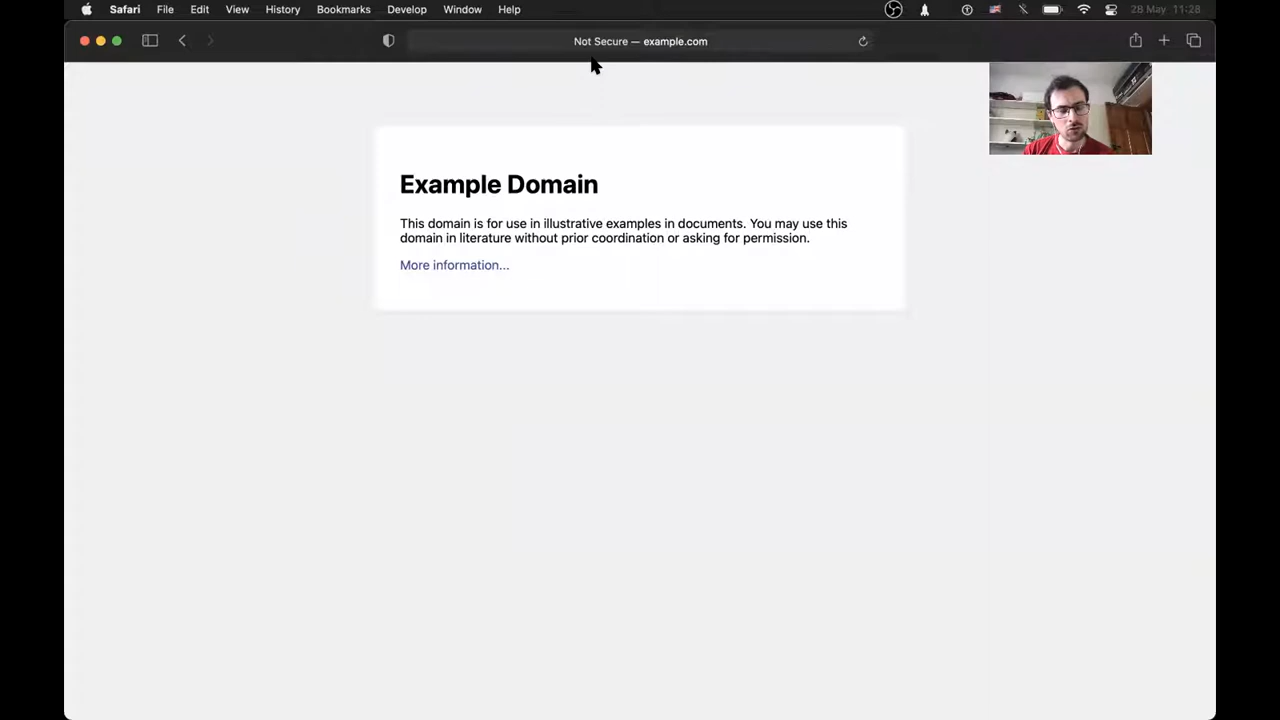 Safari File Edit View History Bookmarks Develop Window Help 28 May 11:28
Not Secure — example.com
Example Domain
This domain is for use in illustrative examples in documents. You may use this
domain in literature without prior coordination or asking for permission.
More information...